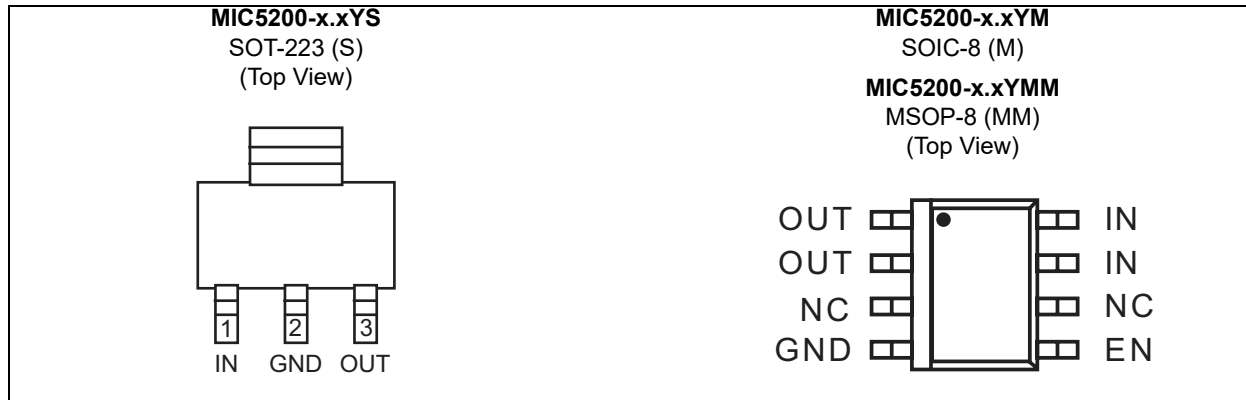 MIC5200-x.xYS
SOT-223 (S)
(Top View)
1 2 3
IN GND OUT
MIC5200-x.xYM
SOIC-8 (M)
MIC5200-x.xYMM
MSOP-8 (MM)
(Top View)
OUT IN
OUT IN
NC NC
GND EN